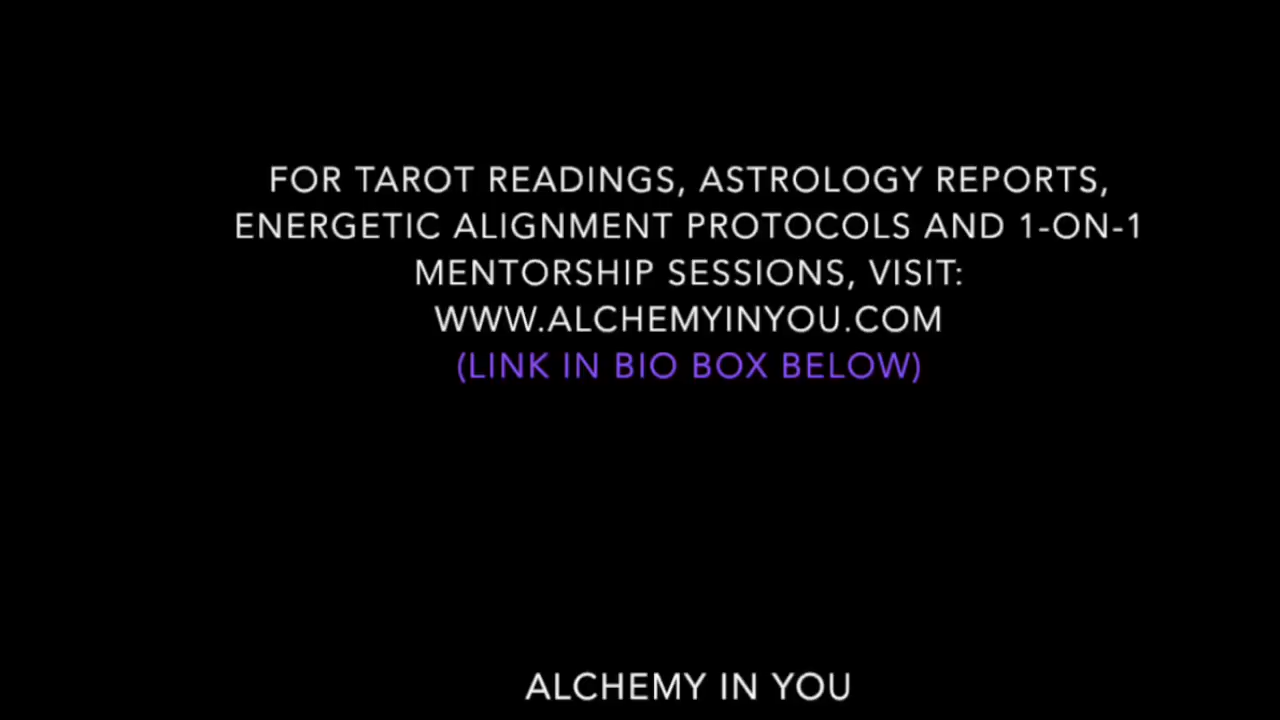 FOR TAROT READINGS, ASTROLOGY REPORTS,
ENERGETIC ALIGNMENT PROTOCOLS AND 1-ON-1
MENTORSHIP SESSIONS, VISIT:
WWW.ALCHEMYINYOU.COM
(LINK IN BIO BOX BELOW)
ALCHEMY IN YOU